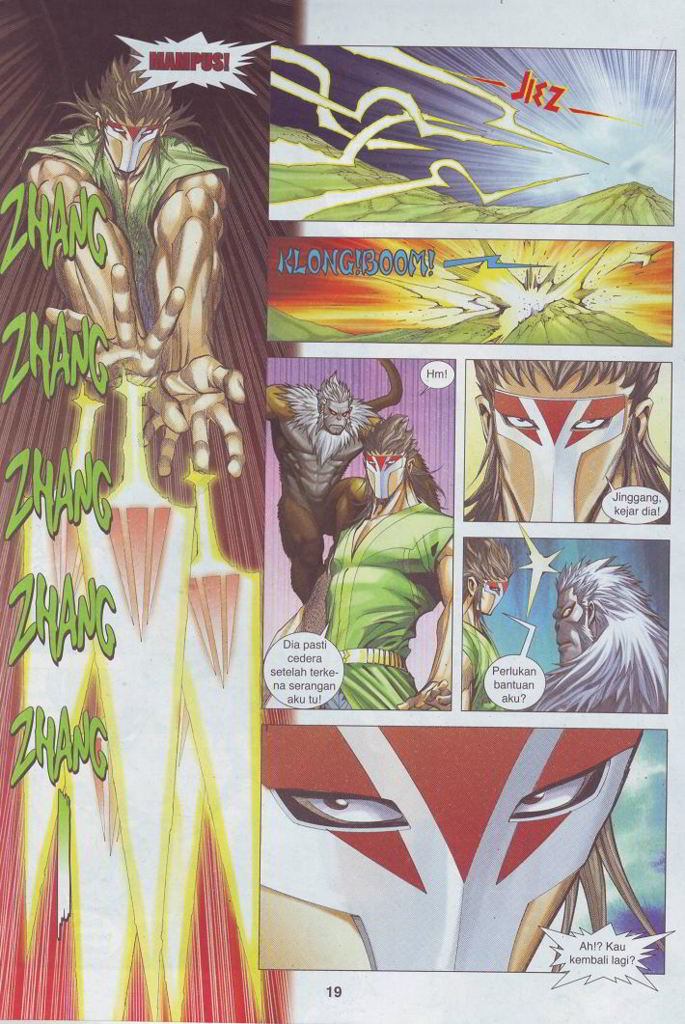 MAMPUS!
ZHANG
ZHANG
ZHANG
ZHANG
ZHANG
!
JIEZ
KLONG!BOOM!
Hm!
Dia pasti
cedera
setelah terke-
na serangan
aku tu!
Jinggang,
kejar dia!
Perlukan
bantuan
aku?
Ah!? Kau
kembali lagi?
19